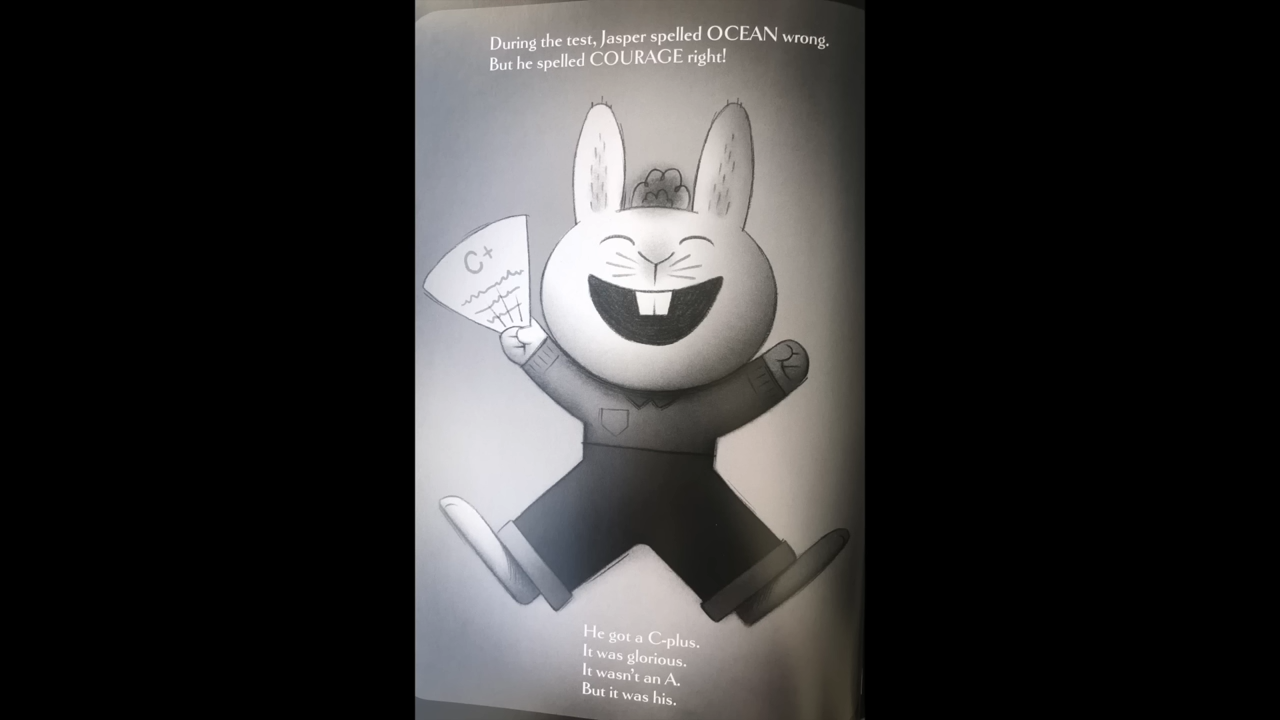 During the test, Jasper spelled OCEAN wrong.
But he spelled COURAGE right!
C+
He got a C-plus.
It was glorious.
It wasn't an A.
But it was his.